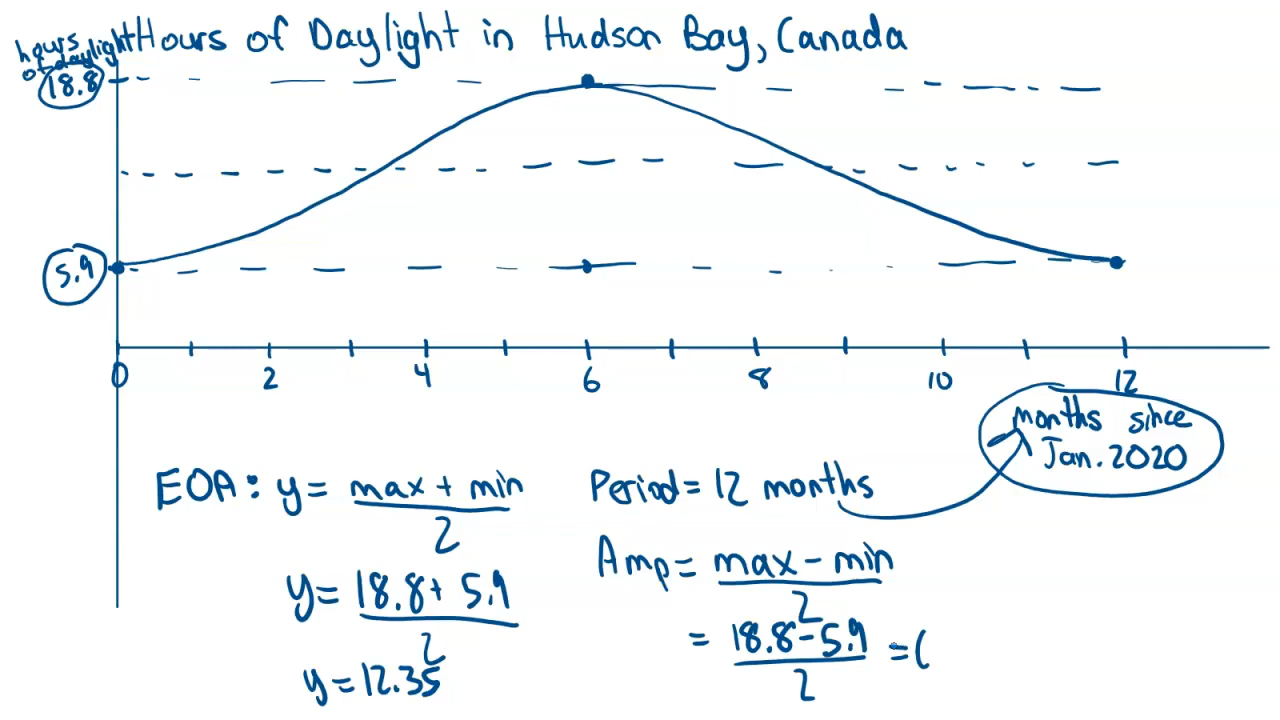 Hours of Daylight in Hudson Bay, Canada
hours
of daylight
18.8
5.9
0 2 4 6 8 10 12
months since
Jan. 2020
EOA: y = max + min
2
y = 18.8 + 5.9
2
y = 12.35
Period = 12 months
Amp = max - min
2
= 18.8 - 5.9 = (
2